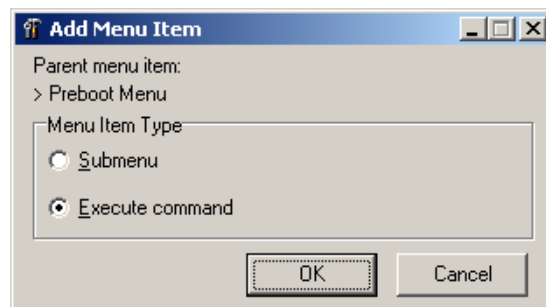 Add Menu Item
Parent menu item:
> Preboot Menu
Menu Item Type
Submenu
Execute command
OK
Cancel